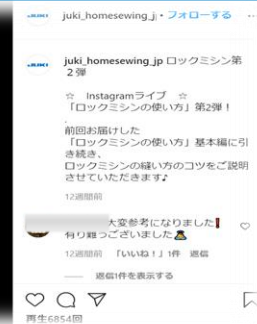 JUKI juki_homesewing_j • フォローする …
JUKI juki_homesewing_jp ロックミシン第
2弾
☆ Instagramライブ ☆
「ロックミシンの使い方」第2弾！
.
前回お届けした
「ロックミシンの使い方」基本編に引
き続き、
ロックミシンの縫い方のコツをご説明
させていただきます♪
12週間前
大変参考になりました❗
有り難うございました🙇
12週間前 「いいね！」1件 返信
返信1件を表示する
再生6854回